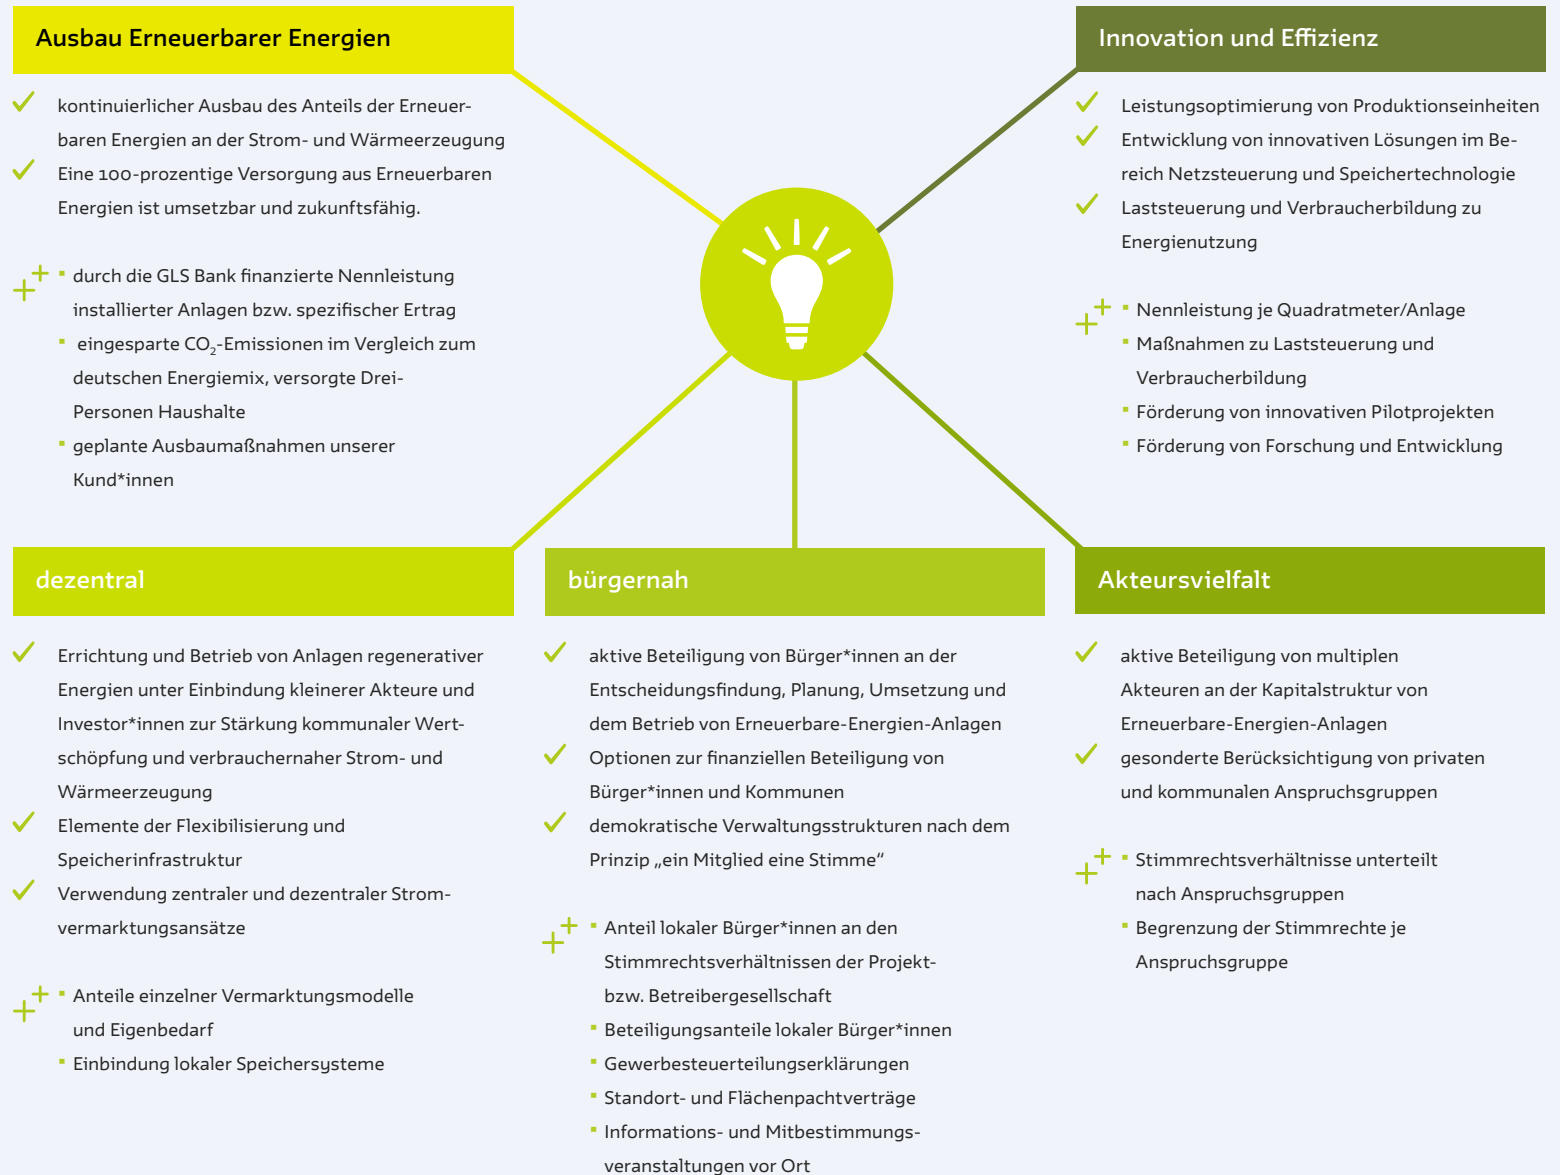 Ausbau Erneuerbarer Energien
kontinuierlicher Ausbau des Anteils der Erneuer-
baren Energien an der Strom- und Wärmeerzeugung
Eine 100-prozentige Versorgung aus Erneuerbaren
Energien ist umsetzbar und zukunftsfähig.
durch die GLS Bank finanzierte Nennleistung
installierter Anlagen bzw. spezifischer Ertrag
eingesparte CO₂-Emissionen im Vergleich zum
deutschen Energiemix, versorgte Drei-
Personen Haushalte
geplante Ausbaumaßnahmen unserer
Kund*innen
Innovation und Effizienz
Leistungsoptimierung von Produktionseinheiten
Entwicklung von innovativen Lösungen im Be-
reich Netzsteuerung und Speichertechnologie
Laststeuerung und Verbraucherbildung zu
Energienutzung
Nennleistung je Quadratmeter/Anlage
Maßnahmen zu Laststeuerung und
Verbraucherbildung
Förderung von innovativen Pilotprojekten
Förderung von Forschung und Entwicklung
dezentral
Errichtung und Betrieb von Anlagen regenerativer
Energien unter Einbindung kleinerer Akteure und
Investor*innen zur Stärkung kommunaler Wert-
schöpfung und verbrauchernaher Strom- und
Wärmeerzeugung
Elemente der Flexibilisierung und
Speicherinfrastruktur
Verwendung zentraler und dezentraler Strom-
vermarktungsansätze
Anteile einzelner Vermarktungsmodelle
und Eigenbedarf
Einbindung lokaler Speichersysteme
bürgernah
aktive Beteiligung von Bürger*innen an der
Entscheidungsfindung, Planung, Umsetzung und
dem Betrieb von Erneuerbare-Energien-Anlagen
Optionen zur finanziellen Beteiligung von
Bürger*innen und Kommunen
demokratische Verwaltungsstrukturen nach dem
Prinzip „ein Mitglied eine Stimme“
Anteil lokaler Bürger*innen an den
Stimmrechtsverhältnissen der Projekt-
bzw. Betreibergesellschaft
Beteiligungsanteile lokaler Bürger*innen
Gewerbesteuerteilungserklärungen
Standort- und Flächenpachtverträge
Informations- und Mitbestimmungs-
veranstaltungen vor Ort
Akteursvielfalt
aktive Beteiligung von multiplen
Akteuren an der Kapitalstruktur von
Erneuerbare-Energien-Anlagen
gesonderte Berücksichtigung von privaten
und kommunalen Anspruchsgruppen
Stimmrechtsverhältnisse unterteilt
nach Anspruchsgruppen
Begrenzung der Stimmrechte je
Anspruchsgruppe